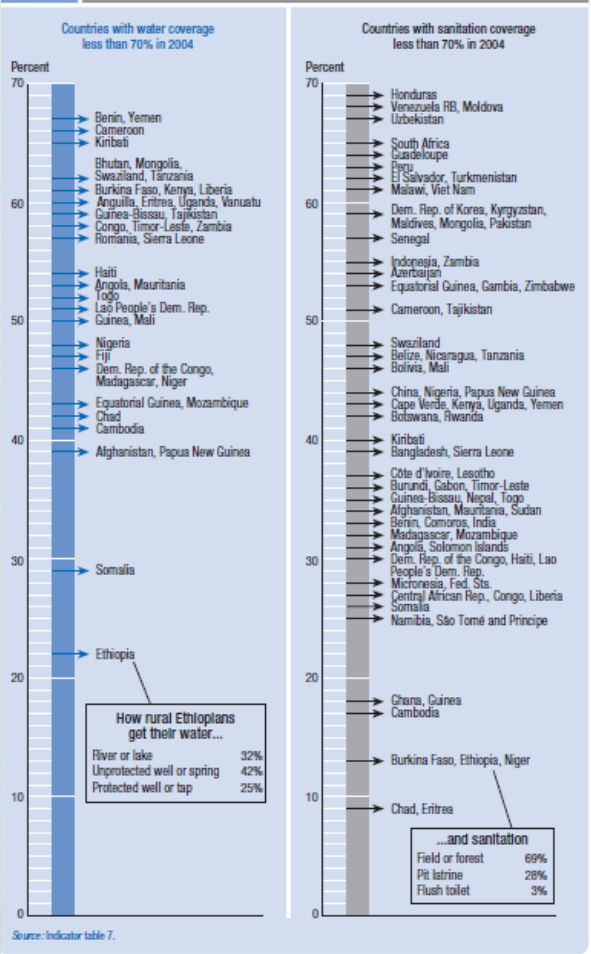 Countries with water coverage
less than 70% in 2004
Percent
70
Benin, Yemen
Cameroon
Kiribati
Bhutan, Mongolia,
Swaziland, Tanzania
Burkina Faso, Kenya, Liberia
60
Anguilla, Eritrea, Uganda, Vanuatu
Guinea-Bissau, Tajikistan
Congo, Timor-Leste, Zambia
Romania, Sierra Leone
Haiti
Angola, Mauritania
Togo
Lao People's Dem. Rep.
50
Guinea, Mali
Nigeria
Fiji
Dem. Rep. of the Congo,
Madagascar, Niger
Equatorial Guinea, Mozambique
Chad
Cambodia
40
Afghanistan, Papua New Guinea
30
Somalia
Ethiopia
20
How rural Ethiopians
get their water...
River or lake 32%
Unprotected well or spring 42%
Protected well or tap 25%
10
0
Source: Indicator table 7.
Countries with sanitation coverage
less than 70% in 2004
Percent
70
Honduras
Venezuela RB, Moldova
Uzbekistan
South Africa
Guadeloupe
Peru
El Salvador, Turkmenistan
Malawi, Viet Nam
60
Dem. Rep. of Korea, Kyrgyzstan,
Maldives, Mongolia, Pakistan
Senegal
Indonesia, Zambia
Azerbaijan
Equatorial Guinea, Gambia, Zimbabwe
Cameroon, Tajikistan
50
Swaziland
Belize, Nicaragua, Tanzania
Bolivia, Mali
China, Nigeria, Papua New Guinea
Cape Verde, Kenya, Uganda, Yemen
Botswana, Rwanda
40
Kiribati
Bangladesh, Sierra Leone
Côte d'Ivoire, Lesotho
Burundi, Gabon, Timor-Leste
Guinea-Bissau, Nepal, Togo
Afghanistan, Mauritania, Sudan
Benin, Comoros, India
Madagascar, Mozambique
Angola, Solomon Islands
30
Dem. Rep. of the Congo, Haiti, Lao
People's Dem. Rep.
Micronesia, Fed. Sts.
Central African Rep., Congo, Liberia
Somalia
Namibia, São Tomé and Principe
20
Ghana, Guinea
Cambodia
Burkina Faso, Ethiopia, Niger
10
Chad, Eritrea
...and sanitation
Field or forest 69%
Pit latrine 28%
Flush toilet 3%
0